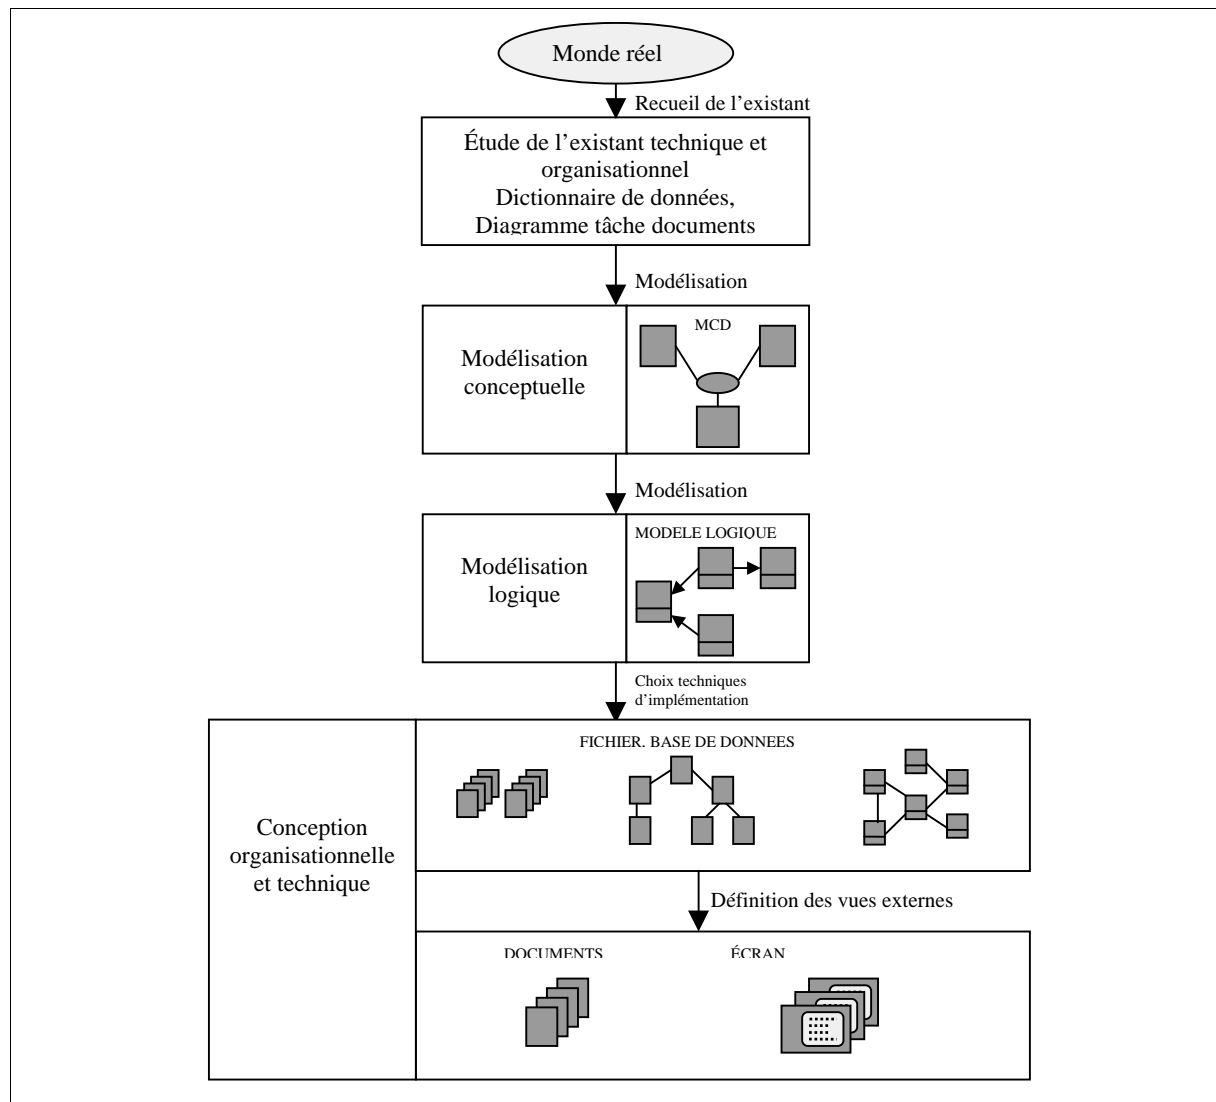 Monde réel
Recueil de l’existant
Étude de l’existant technique et
organisationnel
Dictionnaire de données,
Diagramme tâche documents
Modélisation
MCD
Modélisation
conceptuelle
Modélisation
MODELE LOGIQUE
Modélisation
logique
Choix techniques
d’implémentation
FICHIER. BASE DE DONNEES
Conception
organisationnelle
et technique
Définition des vues externes
DOCUMENTS
ÉCRAN